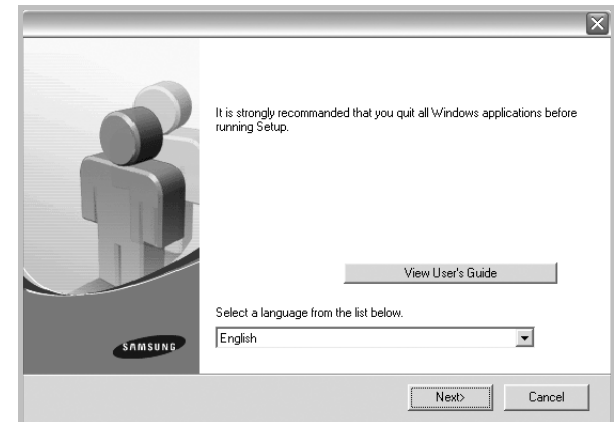 It is strongly recommanded that you quit all Windows applications before
running Setup.
View User's Guide
Select a language from the list below.
English
SAMSUNG
Next>
Cancel